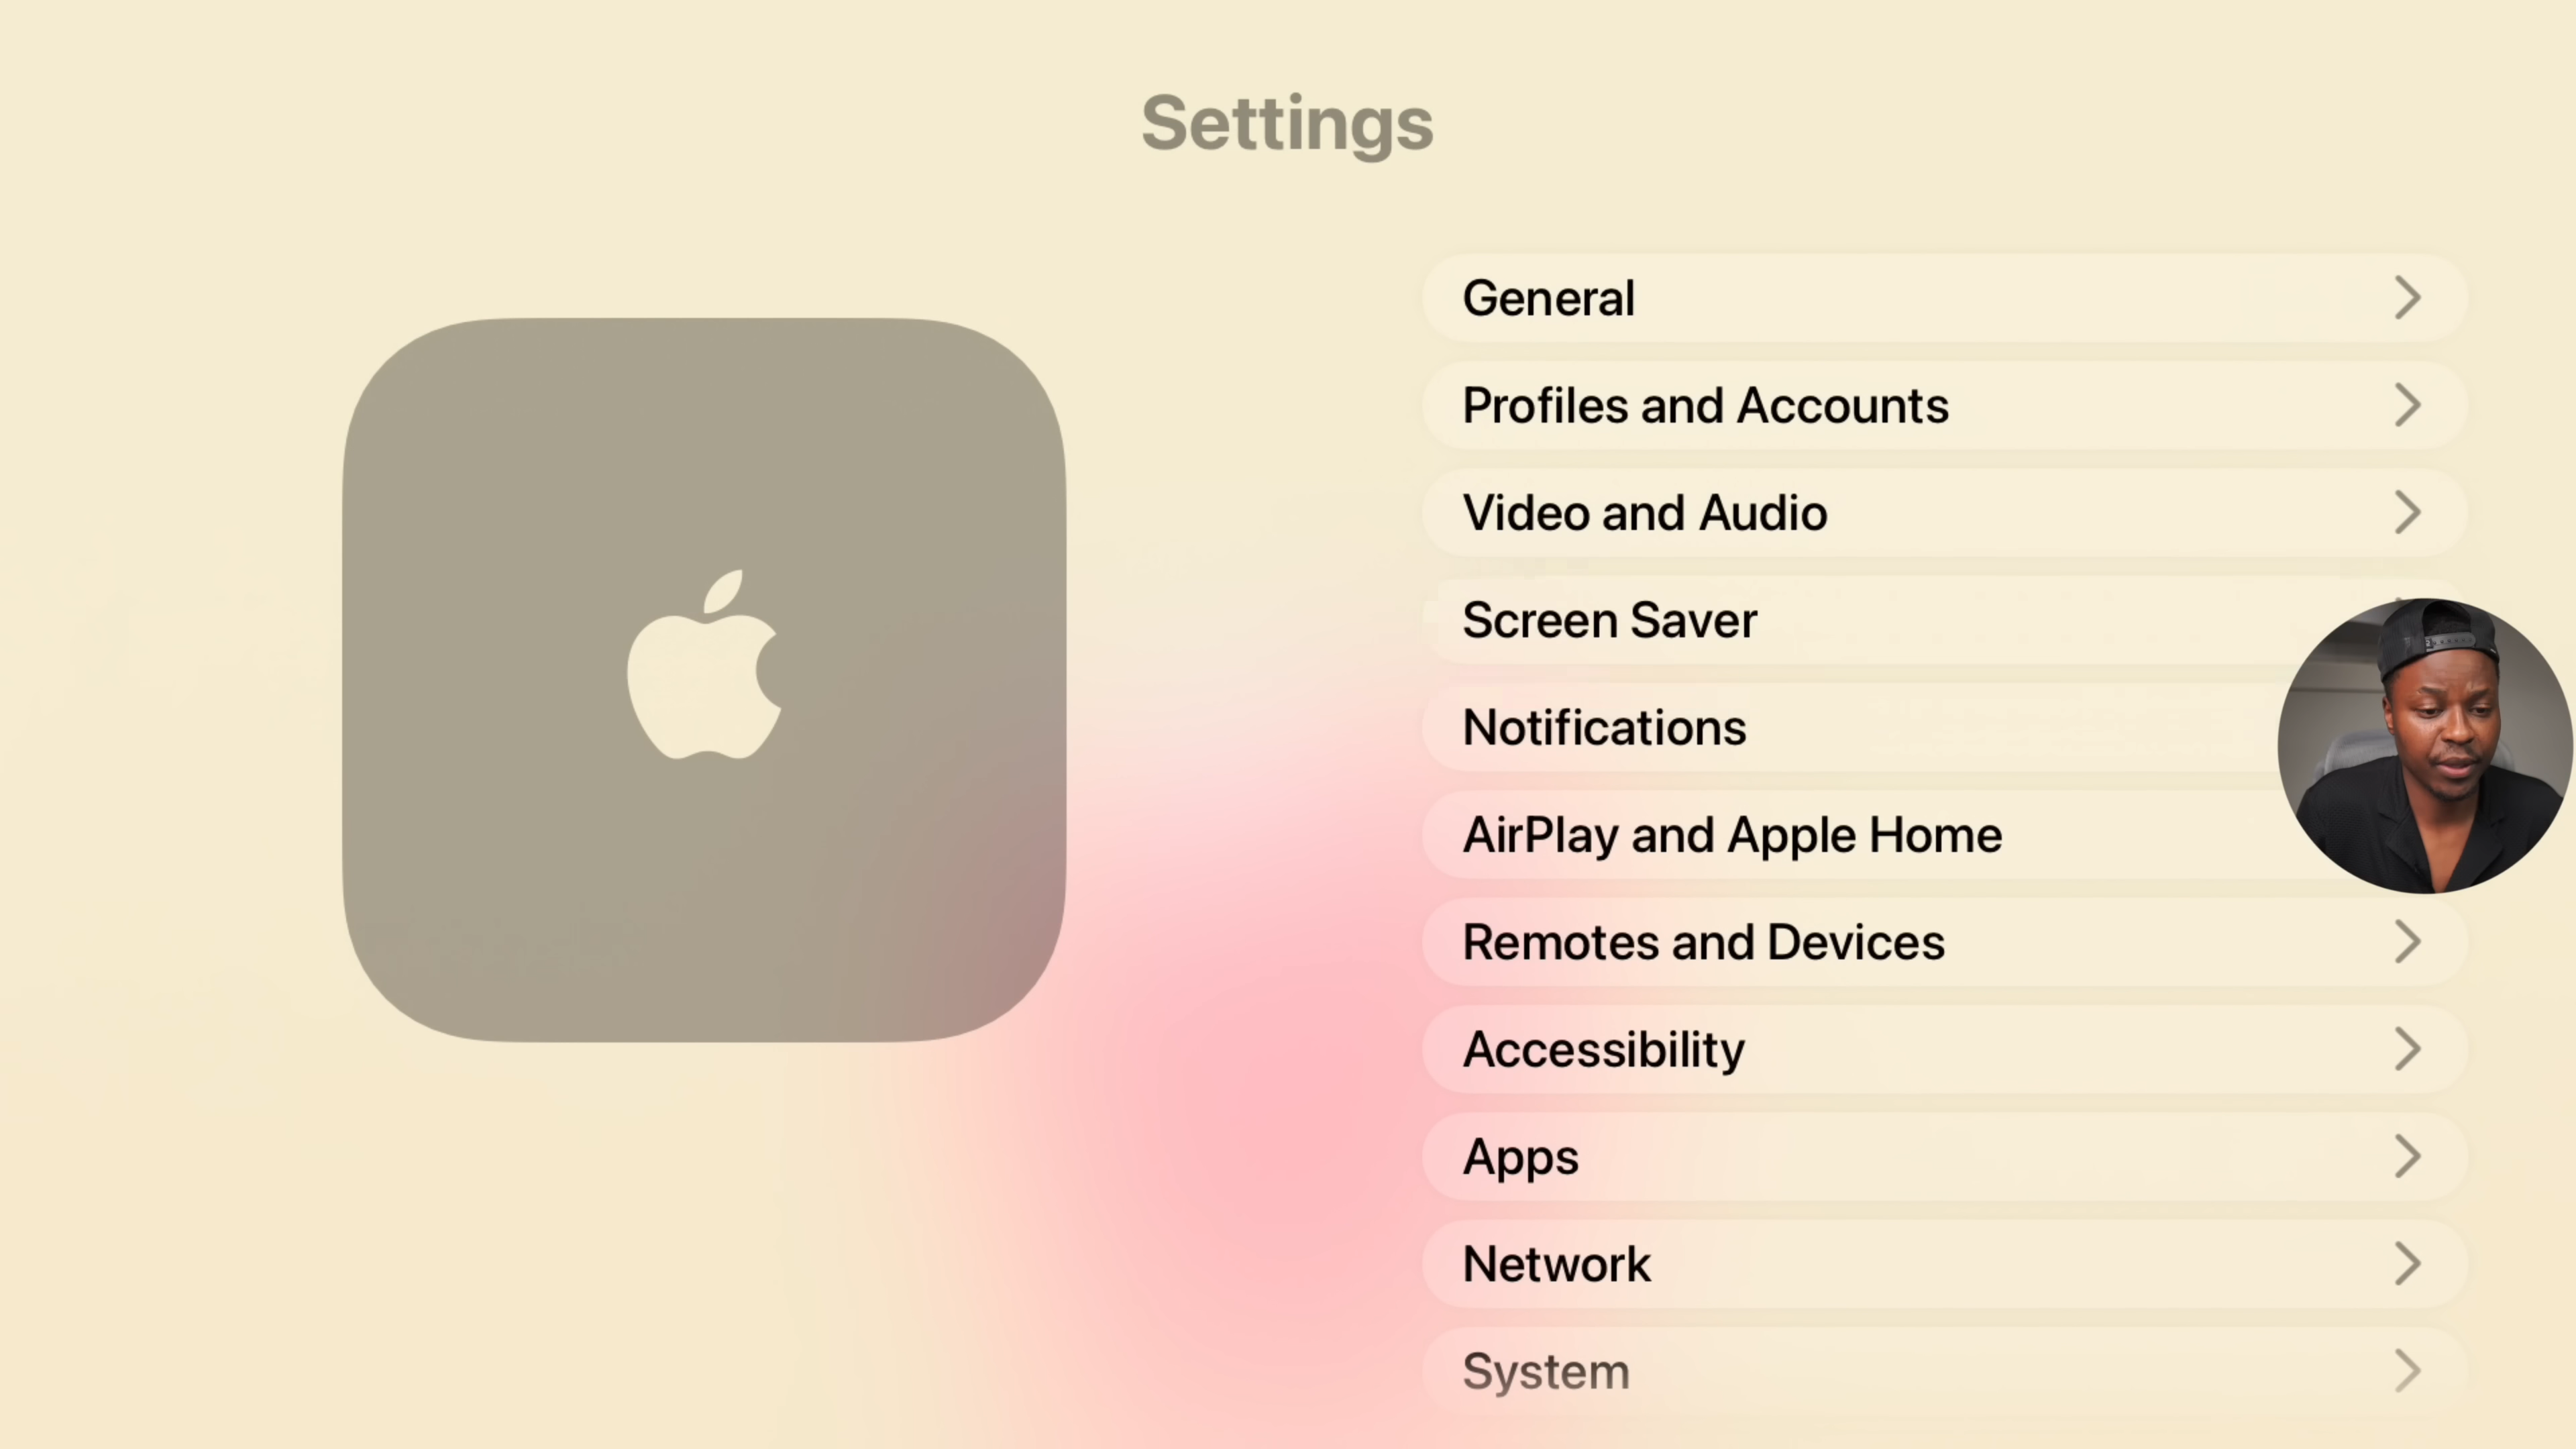 Settings
General
Profiles and Accounts
Video and Audio
Screen Saver
Notifications
AirPlay and Apple Home
Remotes and Devices
Accessibility
Apps
Network
System